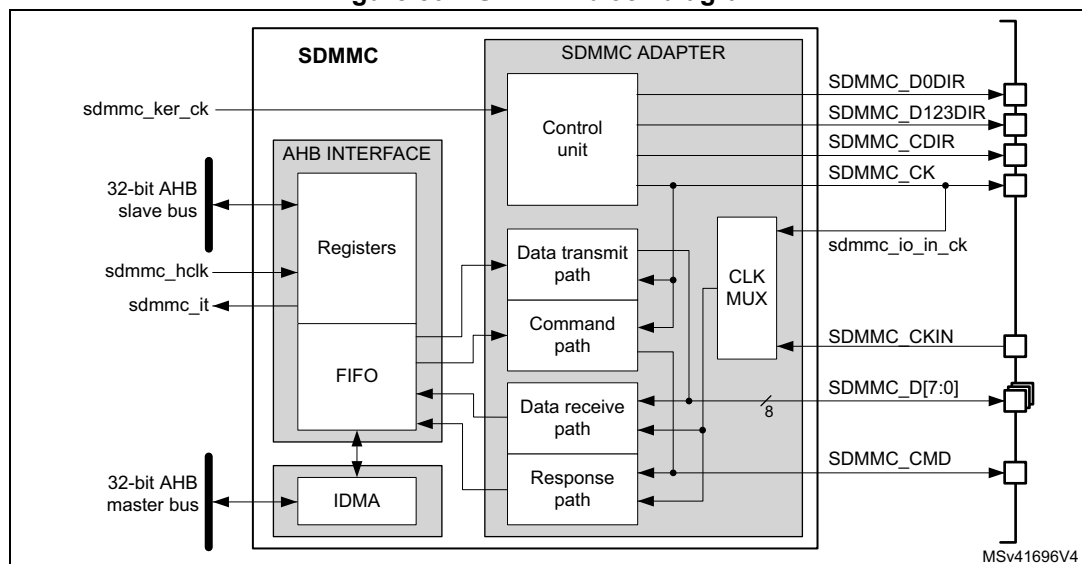 SDMMC
SDMMC ADAPTER
sdmmc_ker_ck
Control
unit
SDMMC_D0DIR
SDMMC_D123DIR
SDMMC_CDIR
SDMMC_CK
AHB INTERFACE
32-bit AHB
slave bus
Registers
sdmmc_hclk
sdmmc_it
FIFO
Data transmit
path
Command
path
CLK
MUX
sdmmc_io_in_ck
SDMMC_CKIN
Data receive
path
8
SDMMC_D[7:0]
Response
path
SDMMC_CMD
32-bit AHB
master bus
IDMA
MSv41696V4